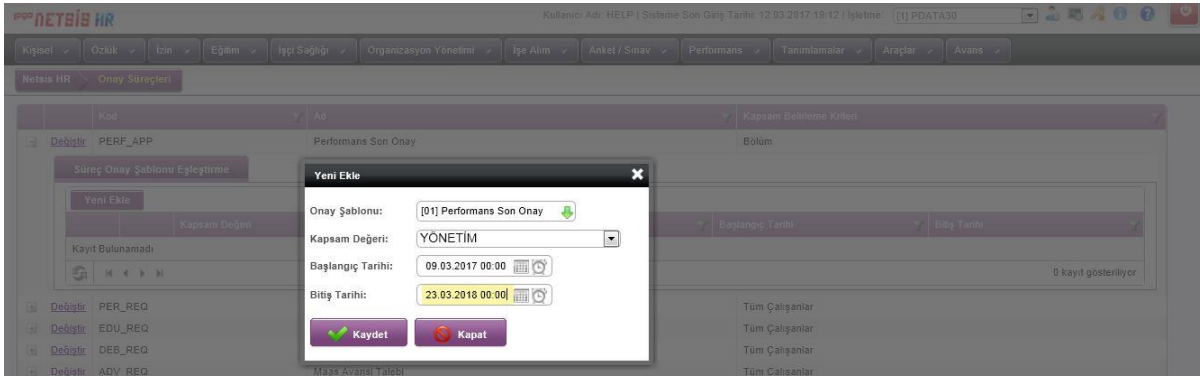 logo NETSİS HR
Kullanıcı Adı: HELP | Sisteme Son Giriş Tarihi: 12.03.2017 19:12 | İşletme: [1] PDATA30
Kişisel Özlük İzin Eğitim İşçi Sağlığı Organizasyon Yönetimi İşe Alım Anket / Sınav Performans Tanımlamalar Araçlar Avans
Netsis HR Onay Süreçleri
Kod Ad Kapsam Belirleme Kriteri
Değiştir PERF_APP Performans Son Onay Bölüm
Süreç Onay Şablonu Eşleştirme
Yeni Ekle
Kapsam Değeri Başlangıç Tarihi Bitiş Tarihi
Kayıt Bulunamadı
0 kayıt gösteriliyor
Yeni Ekle
Onay Şablonu: [01] Performans Son Onay
Kapsam Değeri: YÖNETİM
Başlangıç Tarihi: 09.03.2017 00:00
Bitiş Tarihi: 23.03.2018 00:00
Kaydet Kapat
Değiştir PER_REQ Tüm Çalışanlar
Değiştir EDU_REQ Tüm Çalışanlar
Değiştir DEB_REQ Tüm Çalışanlar
Değiştir ADV_REQ Maaş Avansı Talebi Tüm Çalışanlar